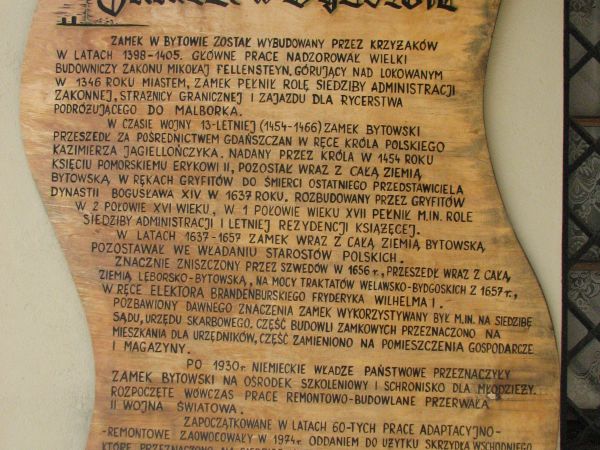 Zamek w Bytowie
ZAMEK W BYTOWIE ZOSTAŁ WYBUDOWANY PRZEZ KRZYŻAKÓW
W LATACH 1398-1405. GŁÓWNE PRACE NADZOROWAŁ WIELKI
BUDOWNICZY ZAKONU MIKOŁAJ FELLENSTEYN, GÓRUJĄCY NAD LOKOWANYM
W 1346 ROKU MIASTEM, ZAMEK PEŁNIŁ ROLĘ SIEDZIBY ADMINISTRACJI
ZAKONNEJ, STRAŻNICY GRANICZNEJ I ZAJAZDU DLA RYCERSTWA
PODRÓŻUJĄCEGO DO MALBORKA.
W CZASIE WOJNY 13-LETNIEJ (1454-1466) ZAMEK BYTOWSKI
PRZESZEDŁ ZA POŚREDNICTWEM GDAŃSZCZAN W RĘCE KRÓLA POLSKIEGO
KAZIMIERZA JAGIELLOŃCZYKA. NADANY PRZEZ KRÓLA W 1454 ROKU
KSIĘCIU POMORSKIEMU ERYKOWI II, POZOSTAŁ WRAZ Z CAŁĄ ZIEMIĄ
BYTOWSKĄ, W RĘKACH GRYFITÓW DO ŚMIERCI OSTATNIEGO PRZEDSTAWICIELA
DYNASTII BOGUSŁAWA XIV W 1637 ROKU. ROZBUDOWANY PRZEZ GRYFITÓW
W 2 POŁOWIE XVI WIEKU, W 1 POŁOWIE WIEKU XVII PEŁNIŁ M.IN. ROLE
SIEDZIBY ADMINISTRACJI I LETNIEJ REZYDENCJI KSIĄŻĘCEJ.
W LATACH 1637-1657 ZAMEK WRAZ Z CAŁĄ ZIEMIĄ BYTOWSKĄ
POZOSTAWAŁ WE WŁADANIU STAROSTÓW POLSKICH.
ZNACZNIE ZNISZCZONY PRZEZ SZWEDÓW W 1656 r., PRZESZEDŁ WRAZ Z CAŁĄ
ZIEMIĄ LEBORSKO-BYTOWSKĄ, NA MOCY TRAKTATÓW WELAWSKO-BYDGOSKICH Z 1657 r.,
W RĘCE ELEKTORA BRANDENBURSKIEGO FRYDERYKA WILHELMA I.
POZBAWIONY DAWNEGO ZNACZENIA ZAMEK WYKORZYSTYWANY BYŁ M.IN. NA SIEDZIBĘ
SĄDU, URZĘDU SKARBOWEGO. CZĘŚĆ BUDOWLI ZAMKOWYCH PRZEZNACZONO NA
MIESZKANIA DLA URZĘDNIKÓW, CZĘŚĆ ZAMIENIONO NA POMIESZCZENIA GOSPODARCZE
I MAGAZYNY.
PO 1930 r. NIEMIECKIE WŁADZE PAŃSTWOWE PRZEZNACZYŁY
ZAMEK BYTOWSKI NA OŚRODEK SZKOLENIOWY I SCHRONISKO DLA MŁODZIEŻY.
ROZPOCZĘTE WÓWCZAS PRACE REMONTOWO-BUDOWLANE PRZERWAŁA
II WOJNA ŚWIATOWA.
ZAPOCZĄTKOWANE W LATACH 60-TYCH PRACE ADAPTACYJNO-
-REMONTOWE ZAOWOCOWAŁY W 1974 r. ODDANIEM DO UŻYTKU SKRZYDŁA WSCHODNIEGO,
KTÓRE PRZEZNACZONO NA